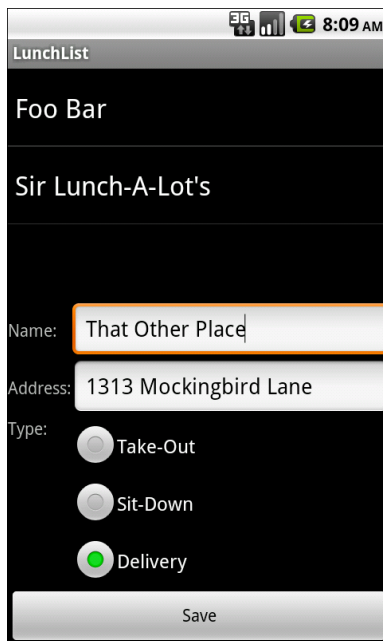 3G 8:09 AM
LunchList
Foo Bar
Sir Lunch-A-Lot's
Name: That Other Place
Address: 1313 Mockingbird Lane
Type:
Take-Out
Sit-Down
Delivery
Save